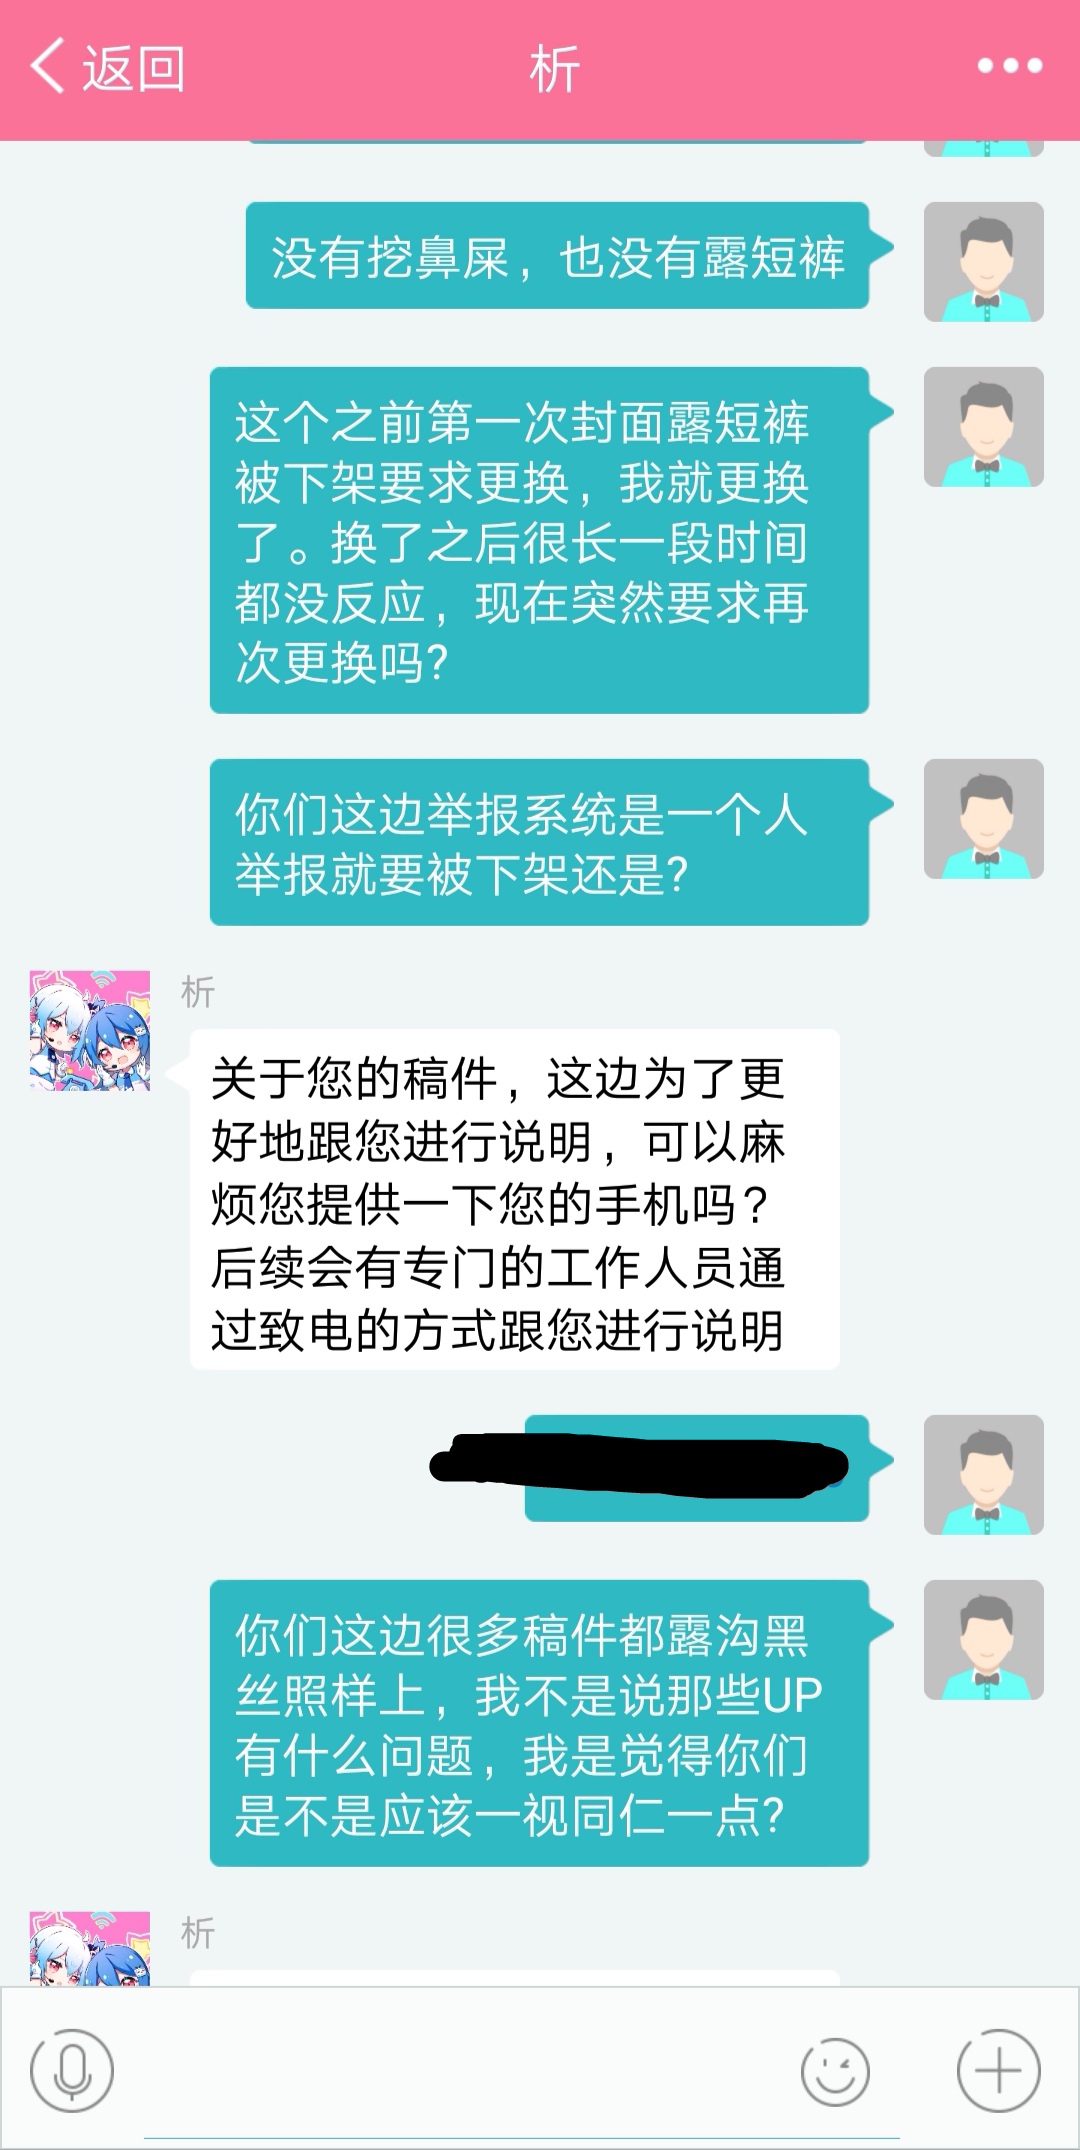 返回
析
没有挖鼻屎，也没有露短裤
这个之前第一次封面露短裤
被下架要求更换，我就更换
了。换了之后很长一段时间
都没反应，现在突然要求再
次更换吗?
你们这边举报系统是一个人
举报就要被下架还是?
析
关于您的稿件，这边为了更
好地跟您进行说明，可以麻
烦您提供一下您的手机吗？
后续会有专门的工作人员通
过致电的方式跟您进行说明
你们这边很多稿件都露沟黑
丝照样上，我不是说那些UP
有什么问题，我是觉得你们
是不是应该一视同仁一点?
析